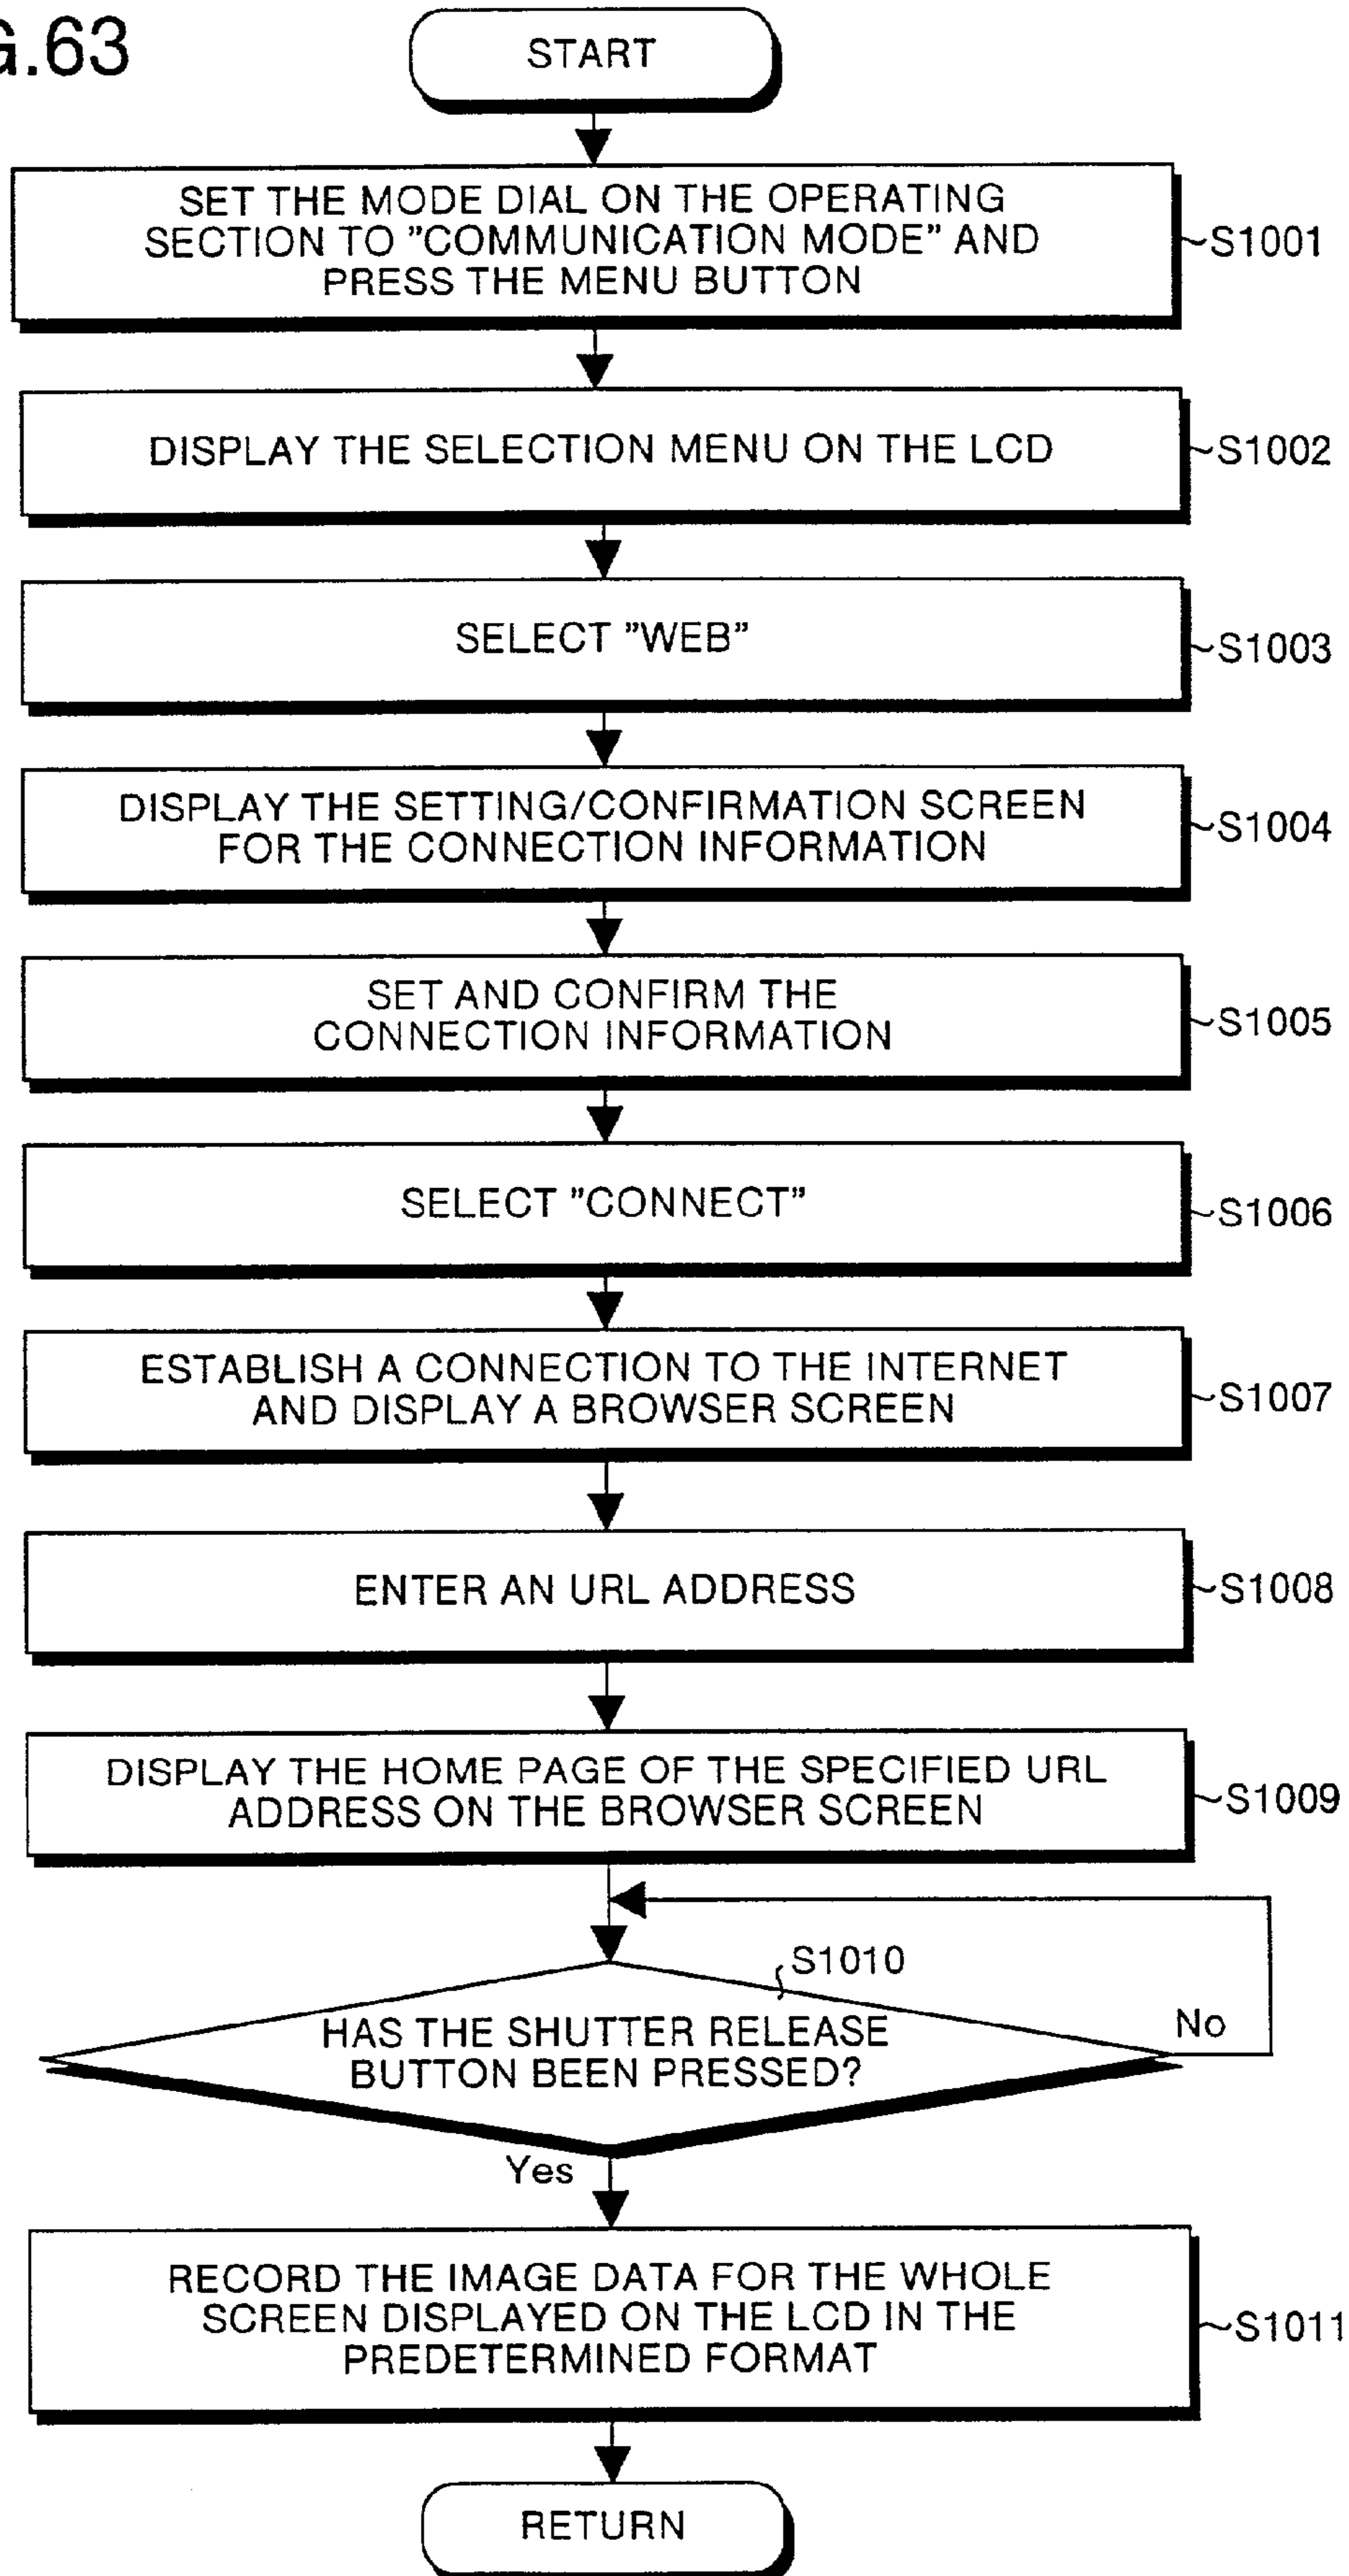 G.63
START
SET THE MODE DIAL ON THE OPERATING
SECTION TO "COMMUNICATION MODE" AND
PRESS THE MENU BUTTON
S1001
DISPLAY THE SELECTION MENU ON THE LCD
S1002
SELECT "WEB"
S1003
DISPLAY THE SETTING/CONFIRMATION SCREEN
FOR THE CONNECTION INFORMATION
S1004
SET AND CONFIRM THE
CONNECTION INFORMATION
S1005
SELECT "CONNECT"
S1006
ESTABLISH A CONNECTION TO THE INTERNET
AND DISPLAY A BROWSER SCREEN
S1007
ENTER AN URL ADDRESS
S1008
DISPLAY THE HOME PAGE OF THE SPECIFIED URL
ADDRESS ON THE BROWSER SCREEN
S1009
S1010
HAS THE SHUTTER RELEASE
BUTTON BEEN PRESSED?
No
Yes
RECORD THE IMAGE DATA FOR THE WHOLE
SCREEN DISPLAYED ON THE LCD IN THE
PREDETERMINED FORMAT
S1011
RETURN